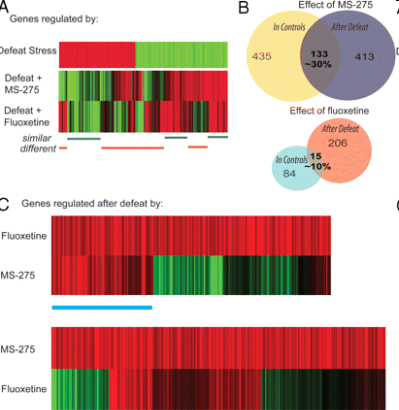 A
Genes regulated by:
Defeat Stress
Defeat +
MS-275
Defeat +
Fluoxetine
similar
different
B
Effect of MS-275
In Controls
After Defeat
435
133
~30%
413
Effect of fluoxetine
After Defeat
In Controls
206
15
~10%
84
C
Genes regulated after defeat by:
Fluoxetine
MS-275
MS-275
Fluoxetine